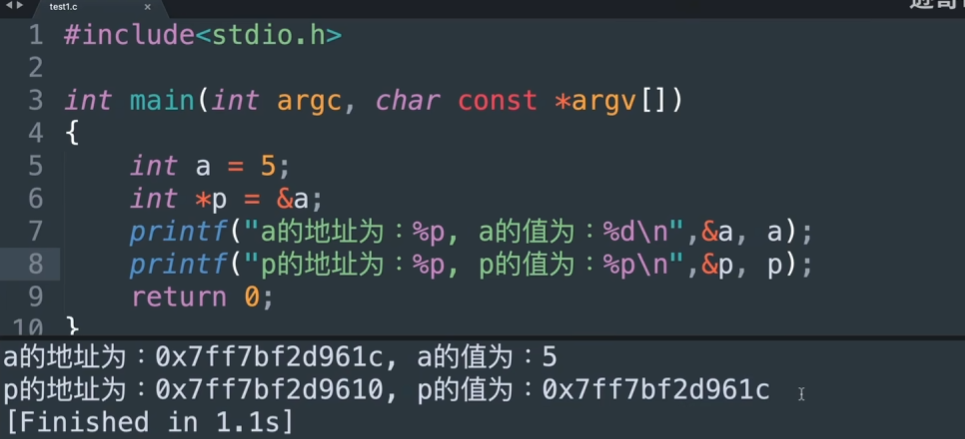 test1.c
1 #include<stdio.h>
2
3 int main(int argc, char const *argv[])
4 {
5 int a = 5;
6 int *p = &a;
7 printf("a的地址为：%p, a的值为：%d\n",&a, a);
8 printf("p的地址为：%p, p的值为：%p\n",&p, p);
9 return 0;
10 }
a的地址为：0x7ff7bf2d961c, a的值为：5
p的地址为：0x7ff7bf2d9610, p的值为：0x7ff7bf2d961c
[Finished in 1.1s]